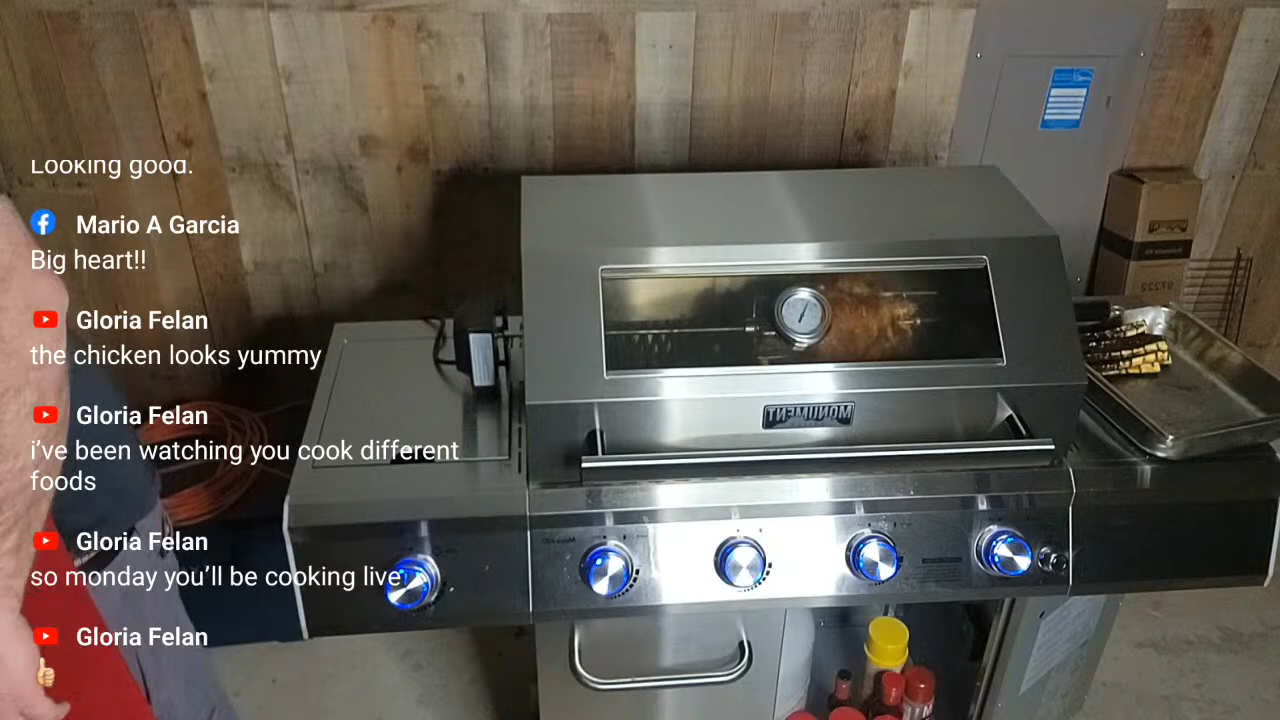 Looking good.
Mario A Garcia
Big heart!!
Gloria Felan
the chicken looks yummy
Gloria Felan
i've been watching you cook different
foods
Gloria Felan
so monday you'll be cooking live
Gloria Felan
👍🏼
MONUMENT
97222